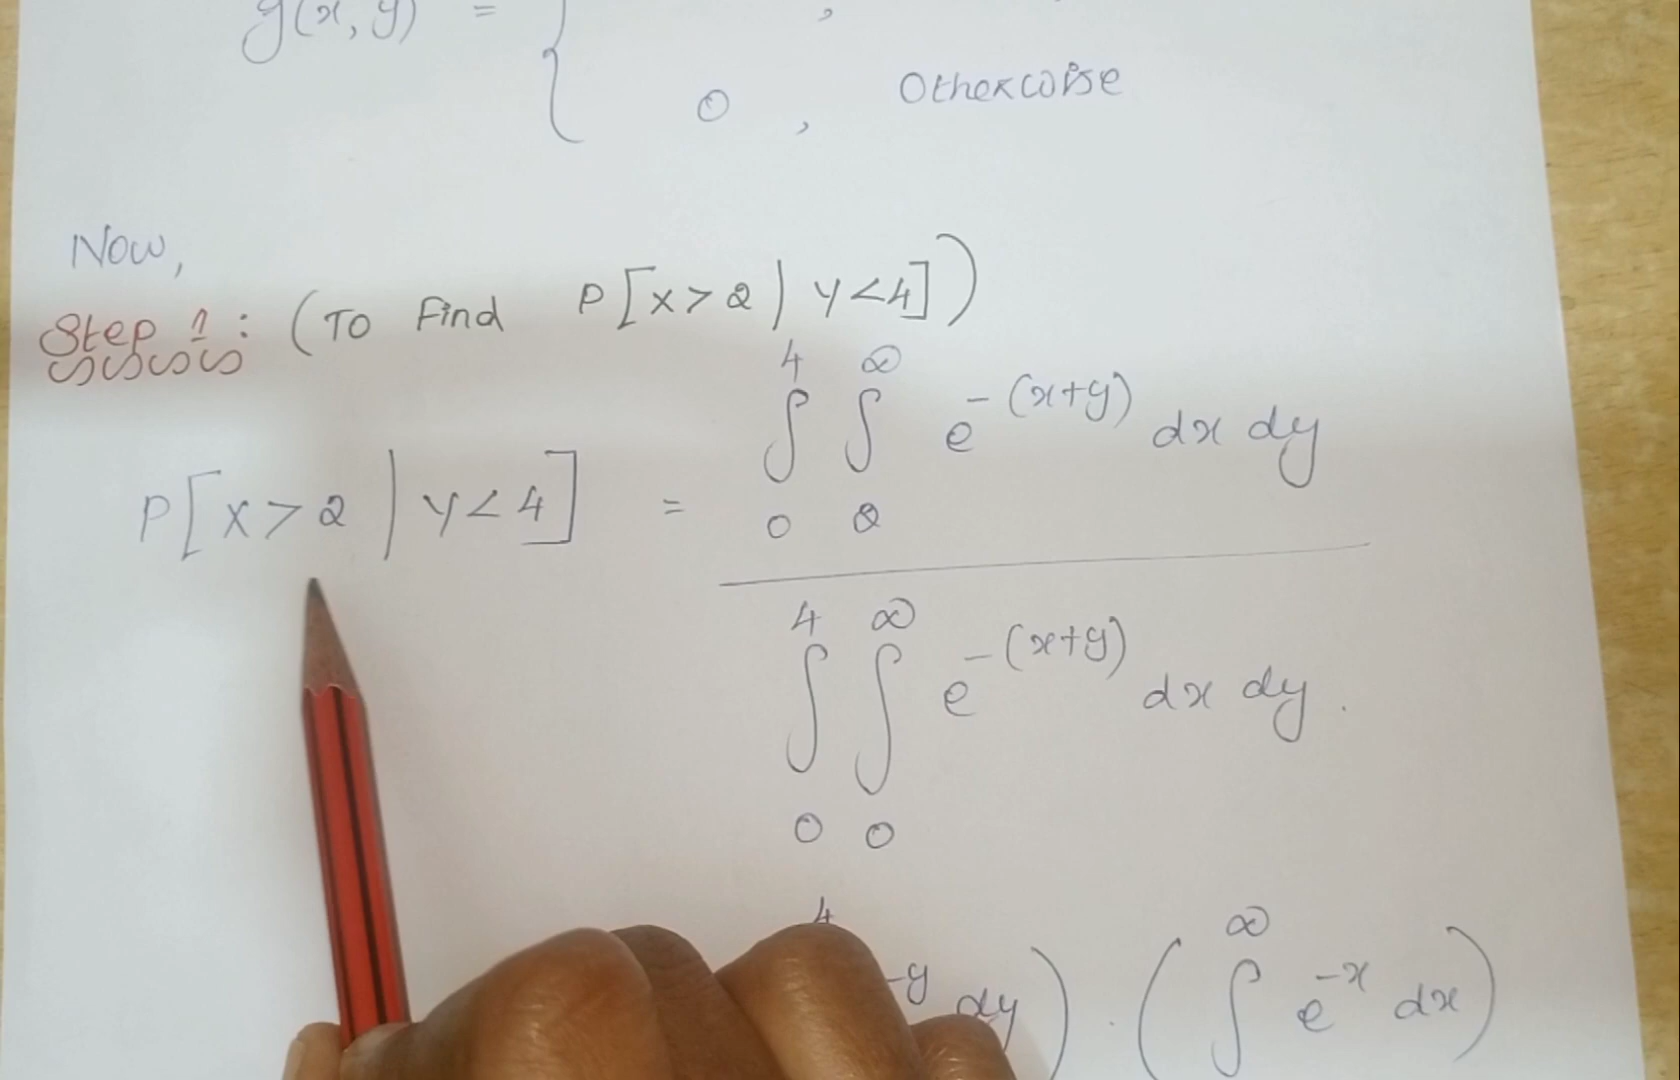 g(x, y) = { ,
0 , Otherwise
Now,
Step 1: (To Find P[X>2 | Y<4])
P[X>2 | Y<4] = ∫₀⁴ ∫₂^∞ e^-(x+y) dx dy
∫₀⁴ ∫₀^∞ e^-(x+y) dx dy.
4 -y dy) . (∫^∞ e^-x dx)